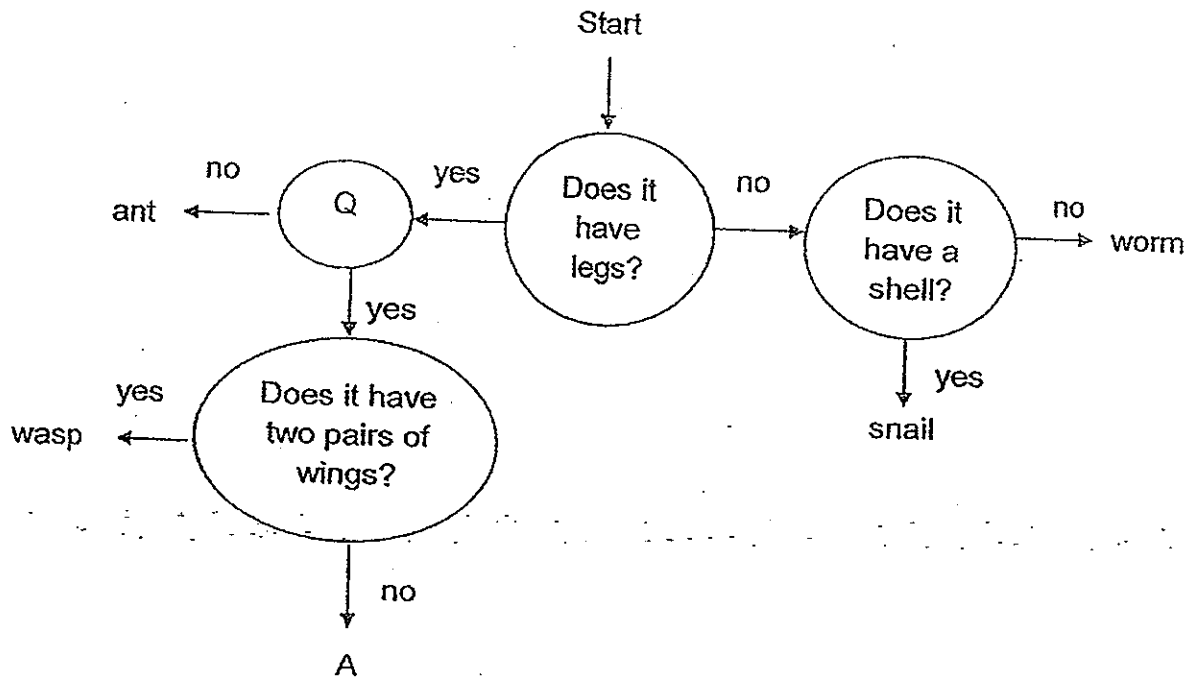 Start
no
Q
yes
Does it
have
legs?
no
Does it
have a
shell?
no
ant
worm
yes
yes
snail
yes
Does it have
two pairs of
wings?
wasp
no
A